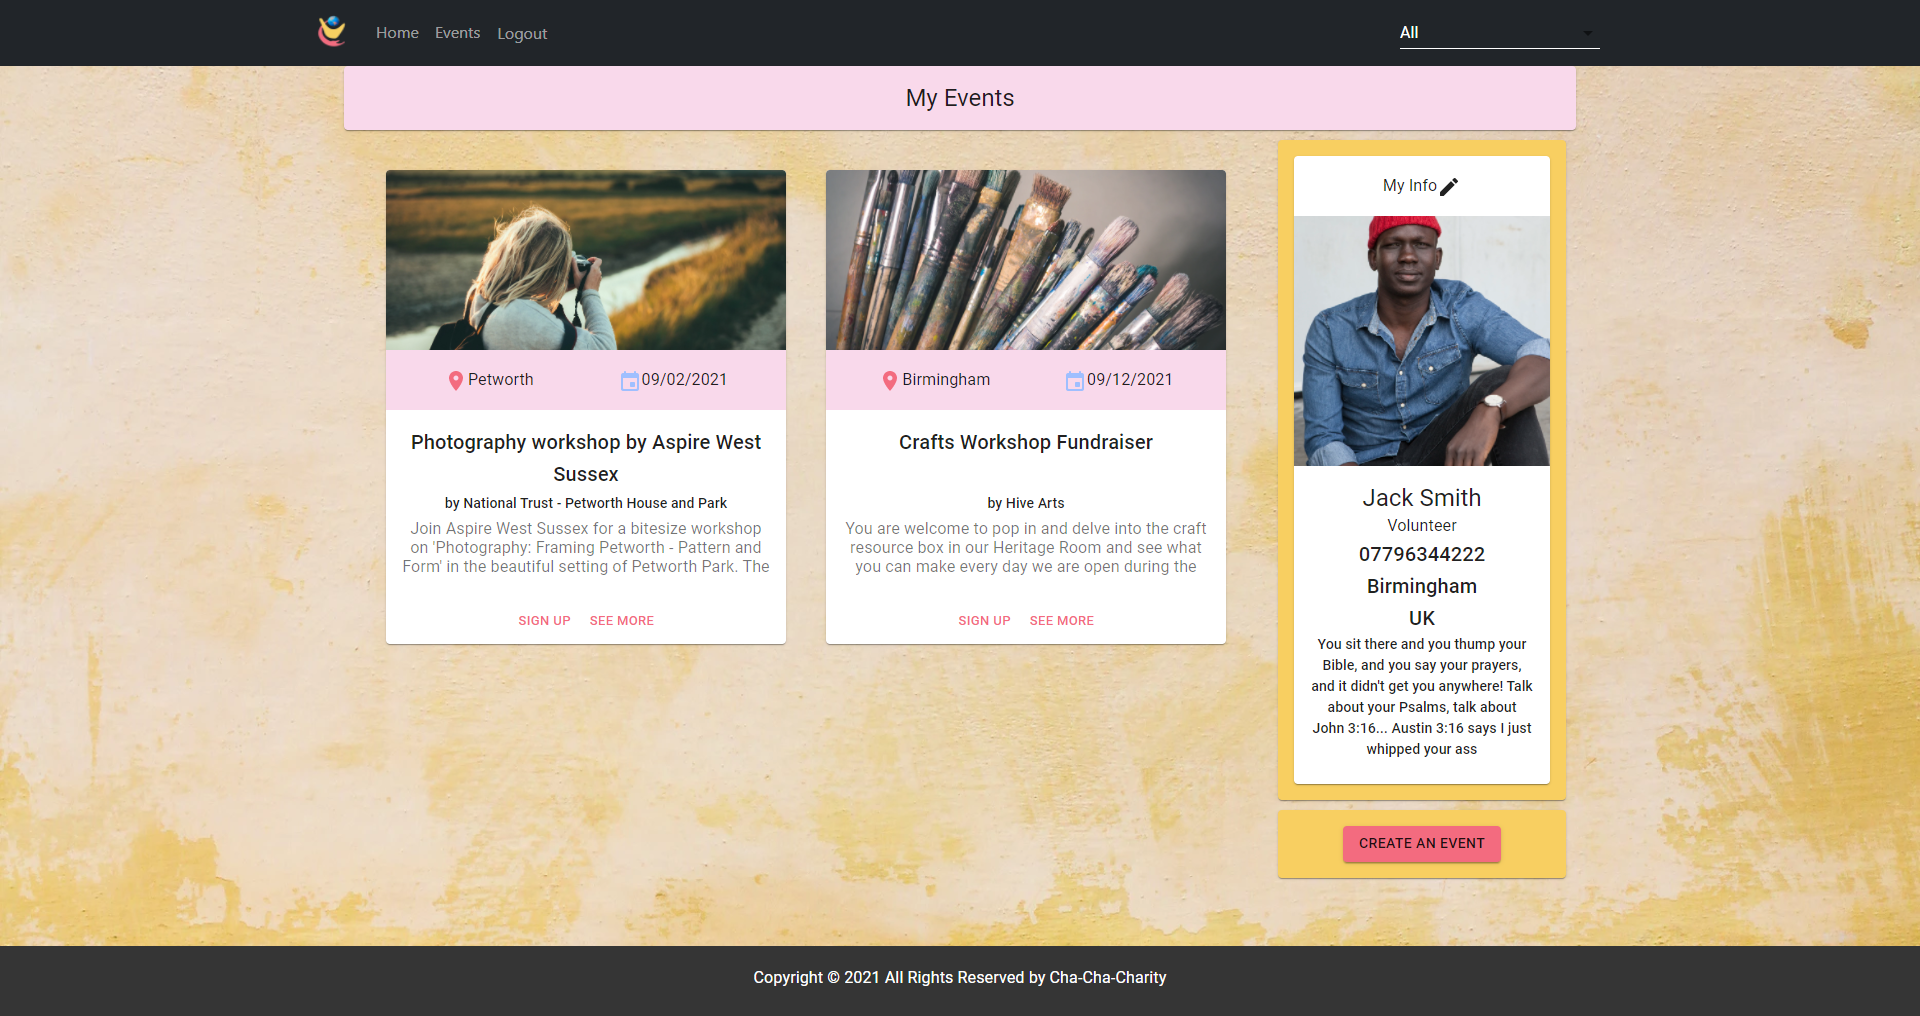 Home Events Logout All
My Events
Petworth 09/02/2021
Photography workshop by Aspire West
Sussex
by National Trust - Petworth House and Park
Join Aspire West Sussex for a bitesize workshop
on 'Photography: Framing Petworth - Pattern and
Form' in the beautiful setting of Petworth Park. The
SIGN UP SEE MORE
Birmingham 09/12/2021
Crafts Workshop Fundraiser
by Hive Arts
You are welcome to pop in and delve into the craft
resource box in our Heritage Room and see what
you can make every day we are open during the
SIGN UP SEE MORE
My Info
Jack Smith
Volunteer
07796344222
Birmingham
UK
You sit there and you thump your
Bible, and you say your prayers,
and it didn't get you anywhere! Talk
about your Psalms, talk about
John 3:16... Austin 3:16 says I just
whipped your ass
CREATE AN EVENT
Copyright © 2021 All Rights Reserved by Cha-Cha-Charity